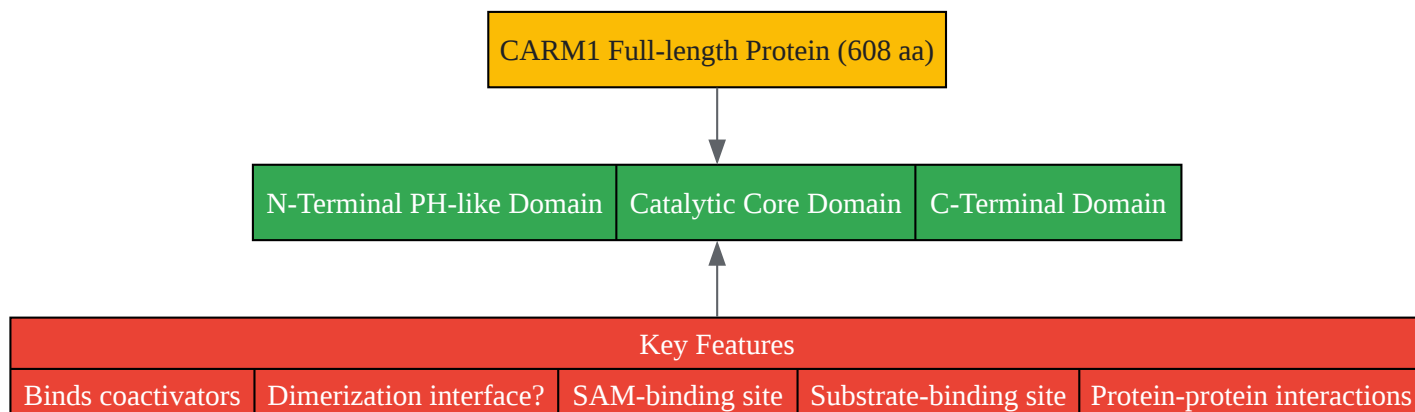 CARM1 Full-length Protein (608 aa)
N-Terminal PH-like Domain
Catalytic Core Domain
C-Terminal Domain
Key Features
Binds coactivators
Dimerization interface?
SAM-binding site
Substrate-binding site
Protein-protein interactions